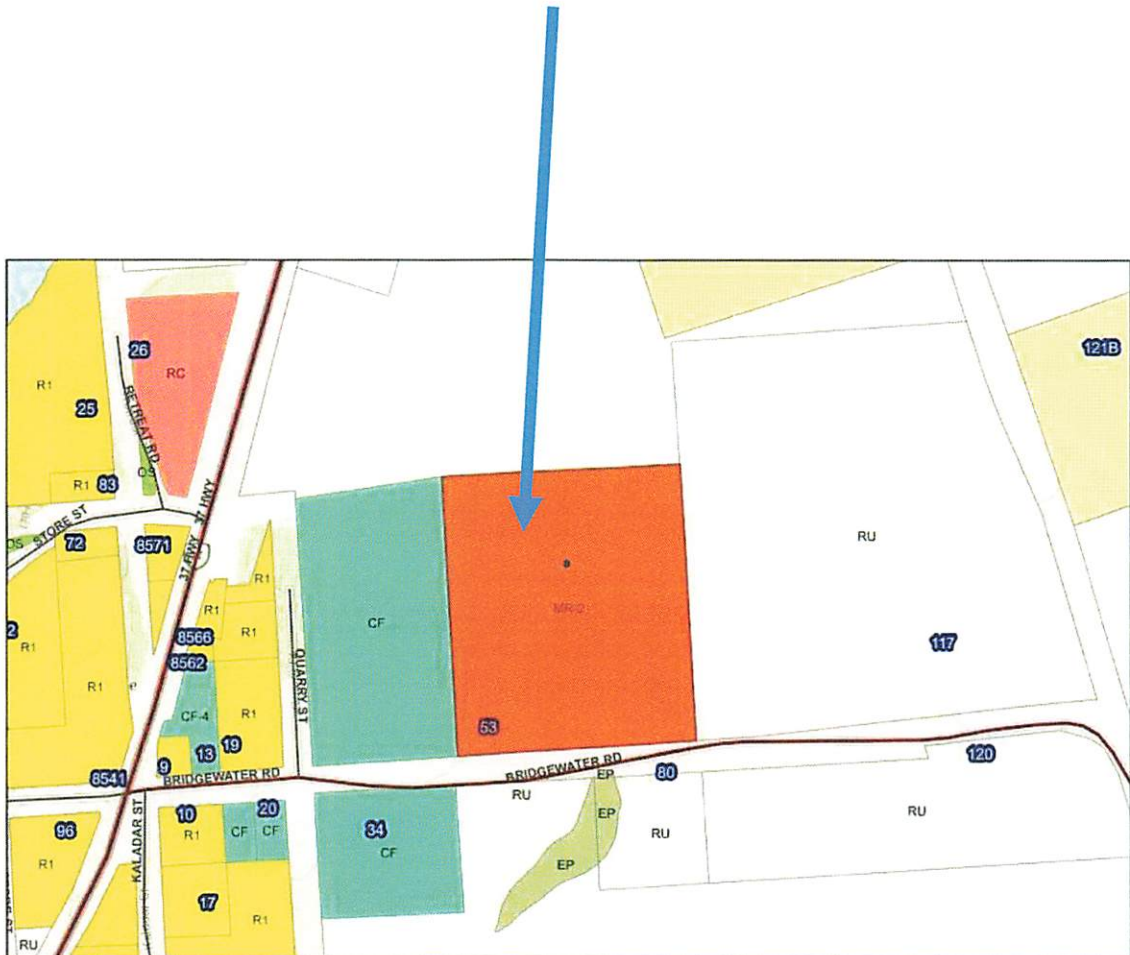 26
RC
R1
121B
25
RETREAT RD
OS
R1
83
37 HWY
STORE ST
OS
72
8571
37 HWY
RU
R1
MR-2
CF
R1
2
8566
R1
R1
117
8562
QUARRY ST
R1
CF-4
R1
53
19
13
9
8541
BRIDGEWATER RD
BRIDGEWATER RD
120
EP
80
RU
10
20
EP
RU
KALADAR ST
96
R1
CF
CF
34
RU
R1
CF
EP
17
R1
RU